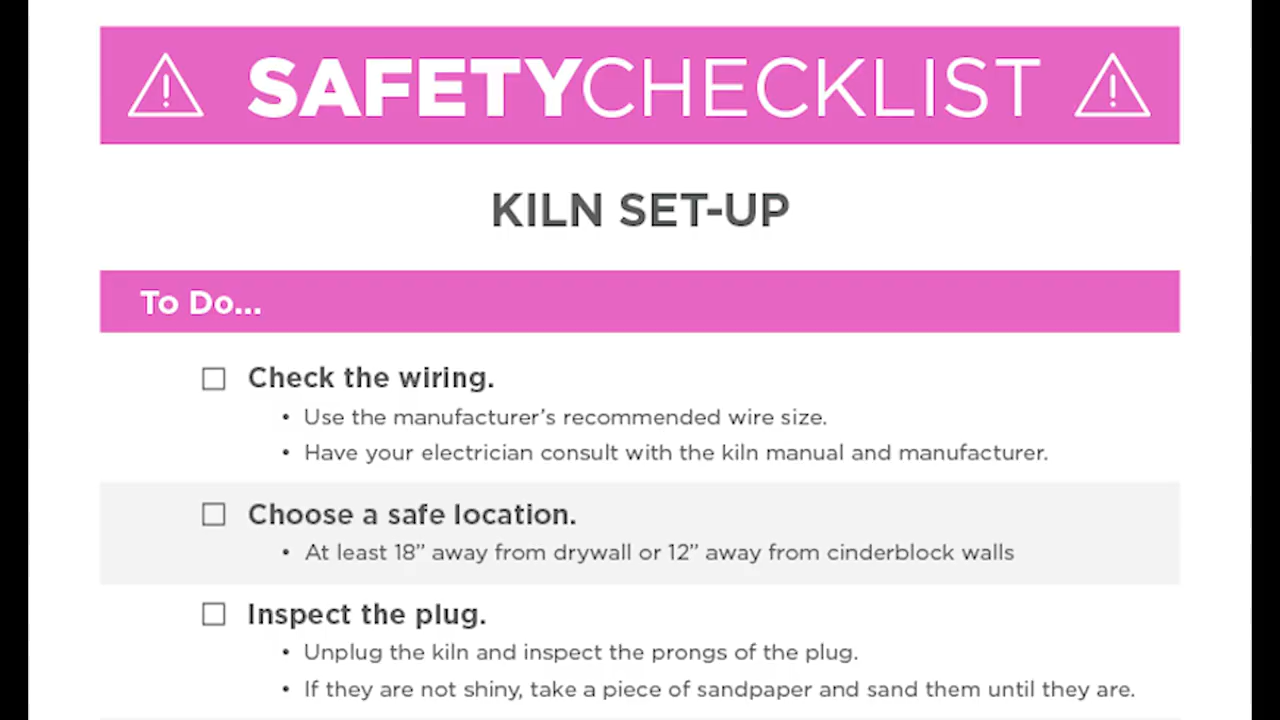 SAFETYCHECKLIST
KILN SET-UP
To Do...
Check the wiring.
• Use the manufacturer’s recommended wire size.
• Have your electrician consult with the kiln manual and manufacturer.
Choose a safe location.
• At least 18” away from drywall or 12” away from cinderblock walls
Inspect the plug.
• Unplug the kiln and inspect the prongs of the plug.
• If they are not shiny, take a piece of sandpaper and sand them until they are.